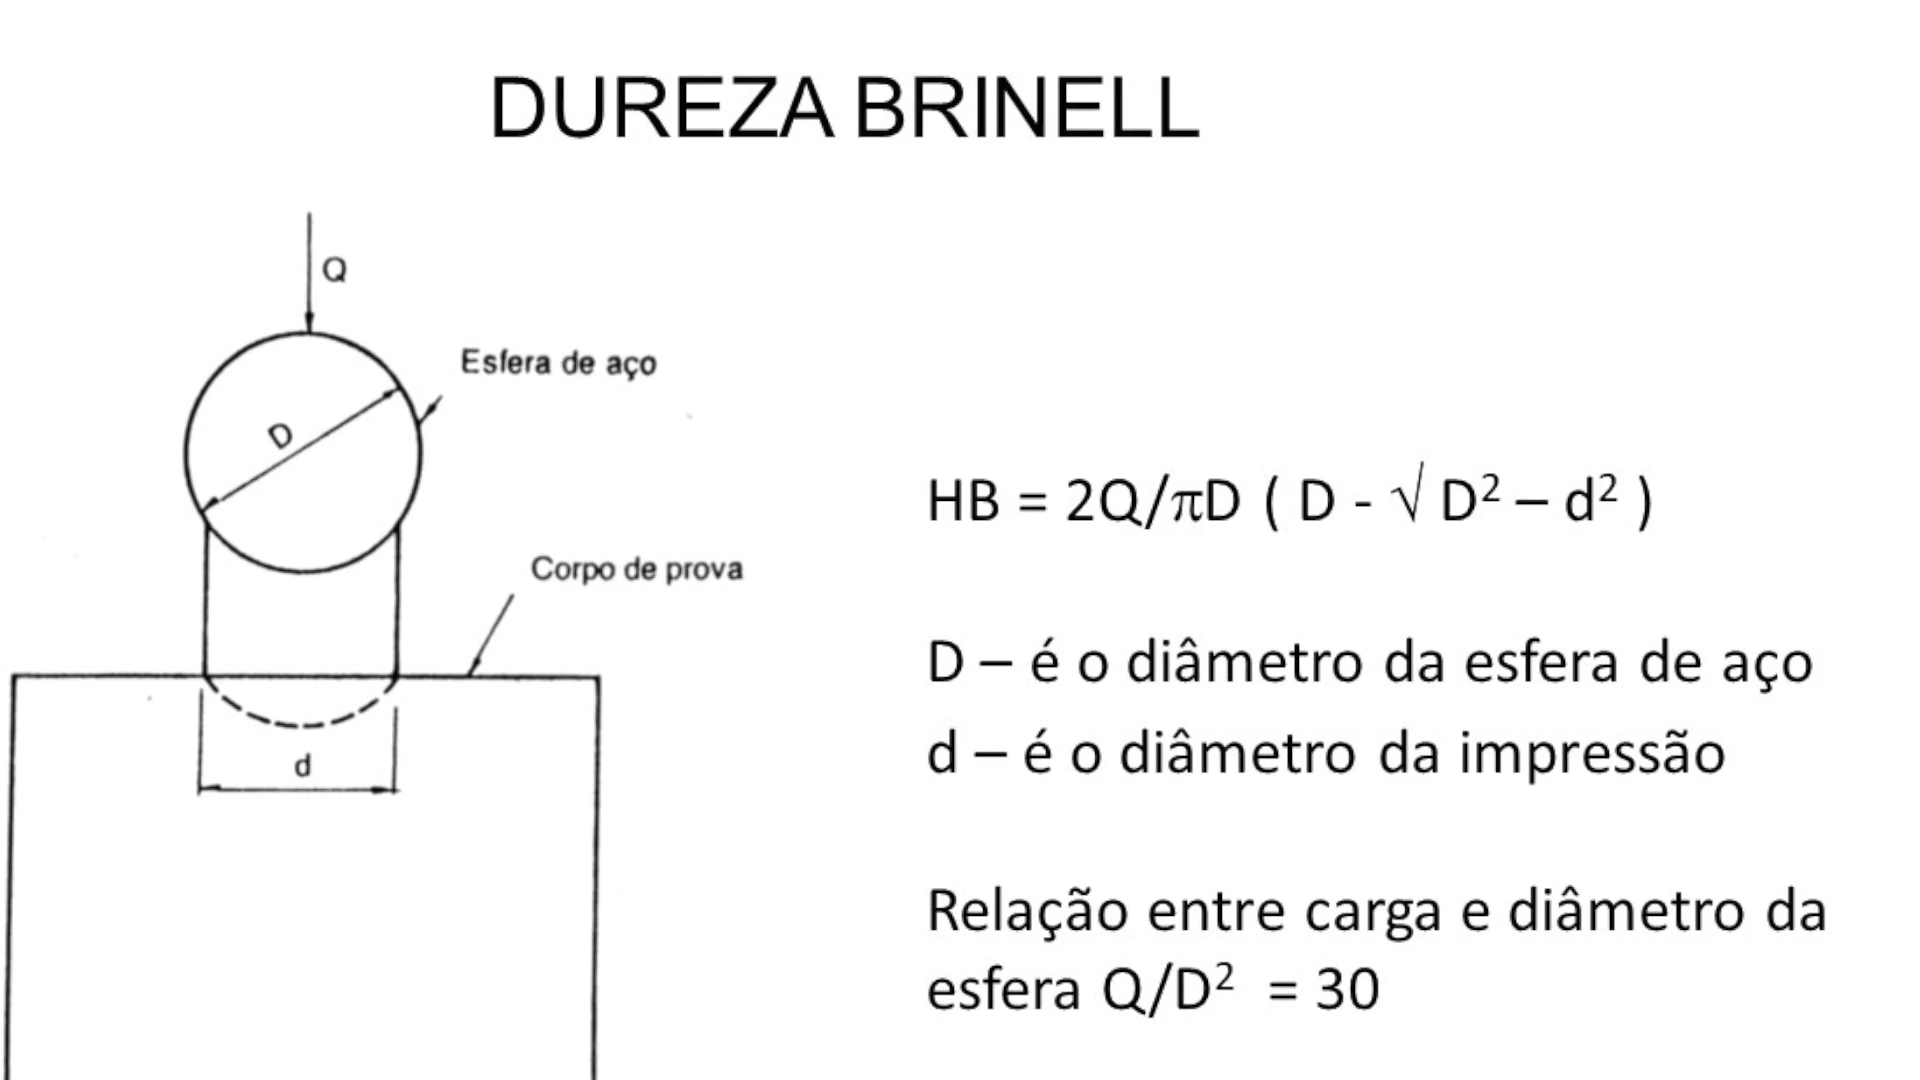 DUREZA BRINELL
Q
Esfera de aço
D
Corpo de prova
d
HB = 2Q/πD ( D - √ D² – d² )
D – é o diâmetro da esfera de aço
d – é o diâmetro da impressão
Relação entre carga e diâmetro da
esfera Q/D² = 30